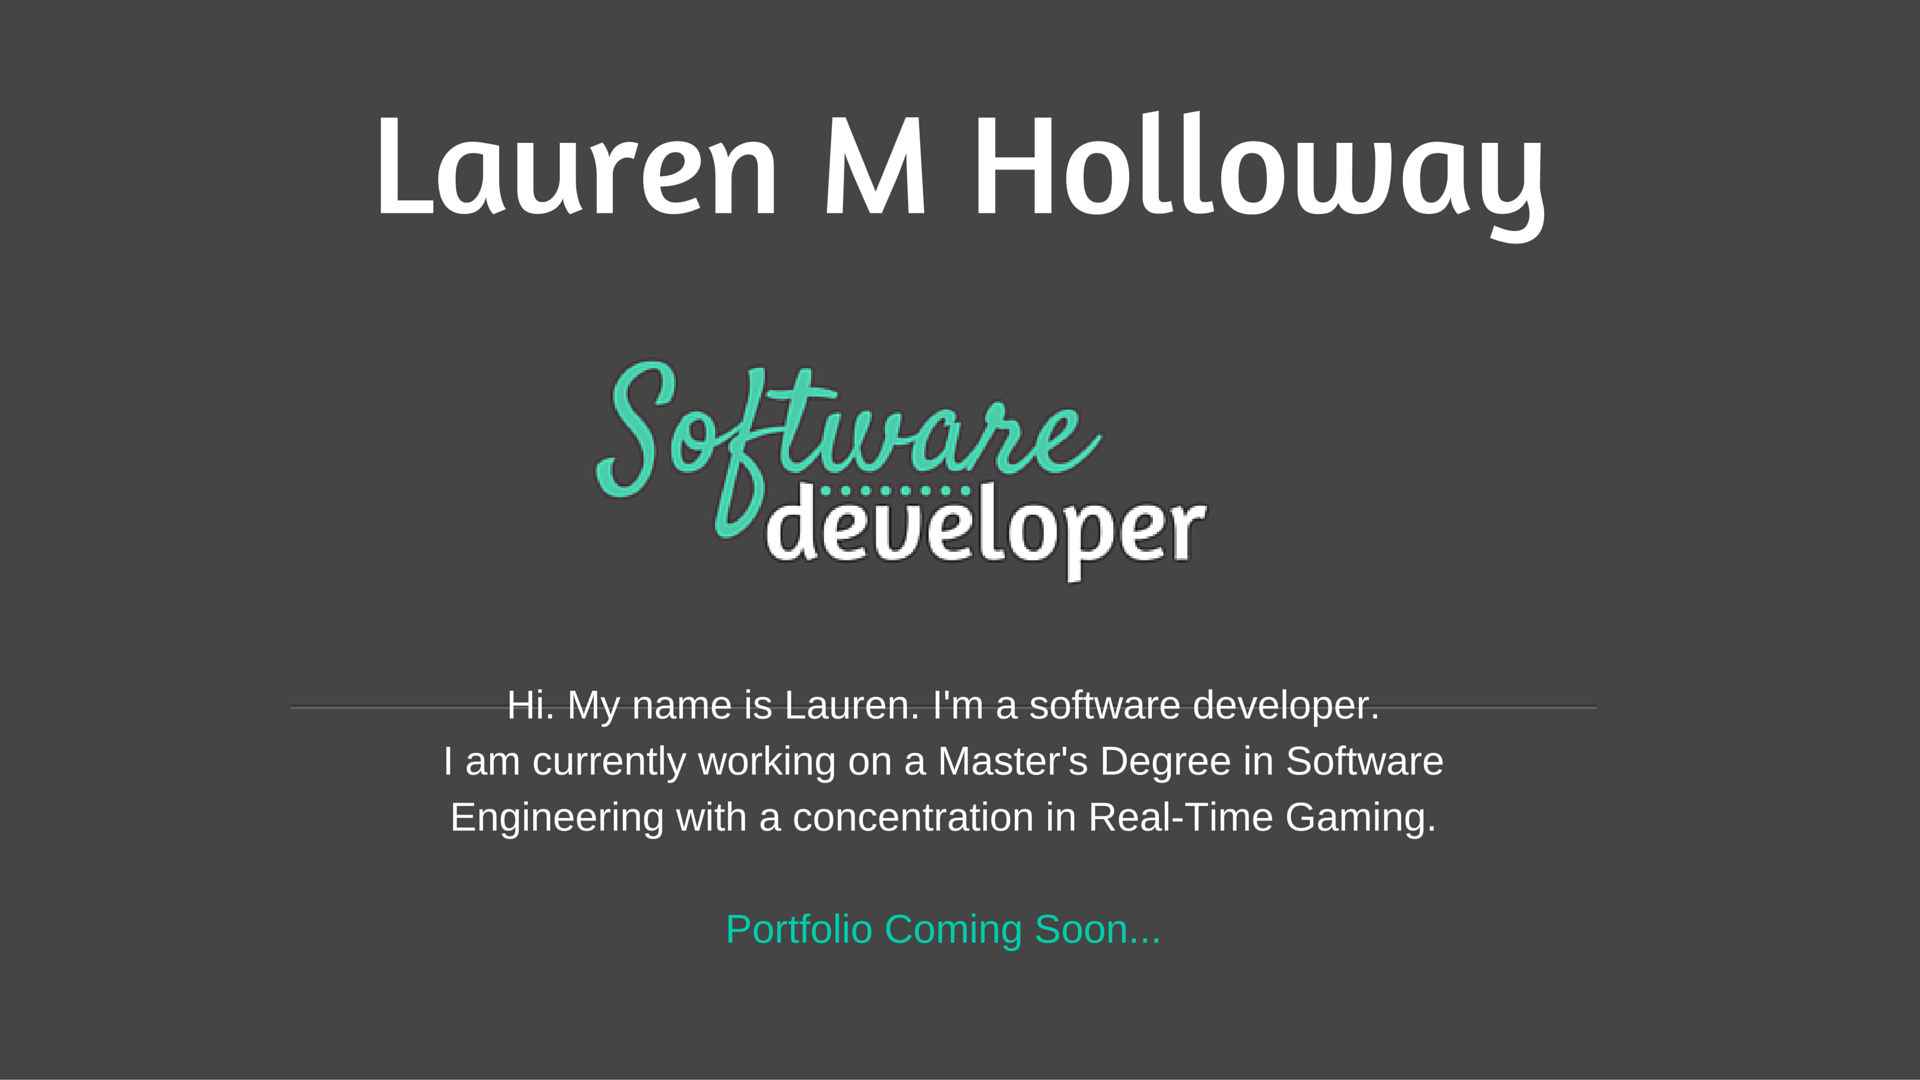 Lauren M Holloway
Software
developer
Hi. My name is Lauren. I'm a software developer.
I am currently working on a Master's Degree in Software
Engineering with a concentration in Real-Time Gaming.
Portfolio Coming Soon...